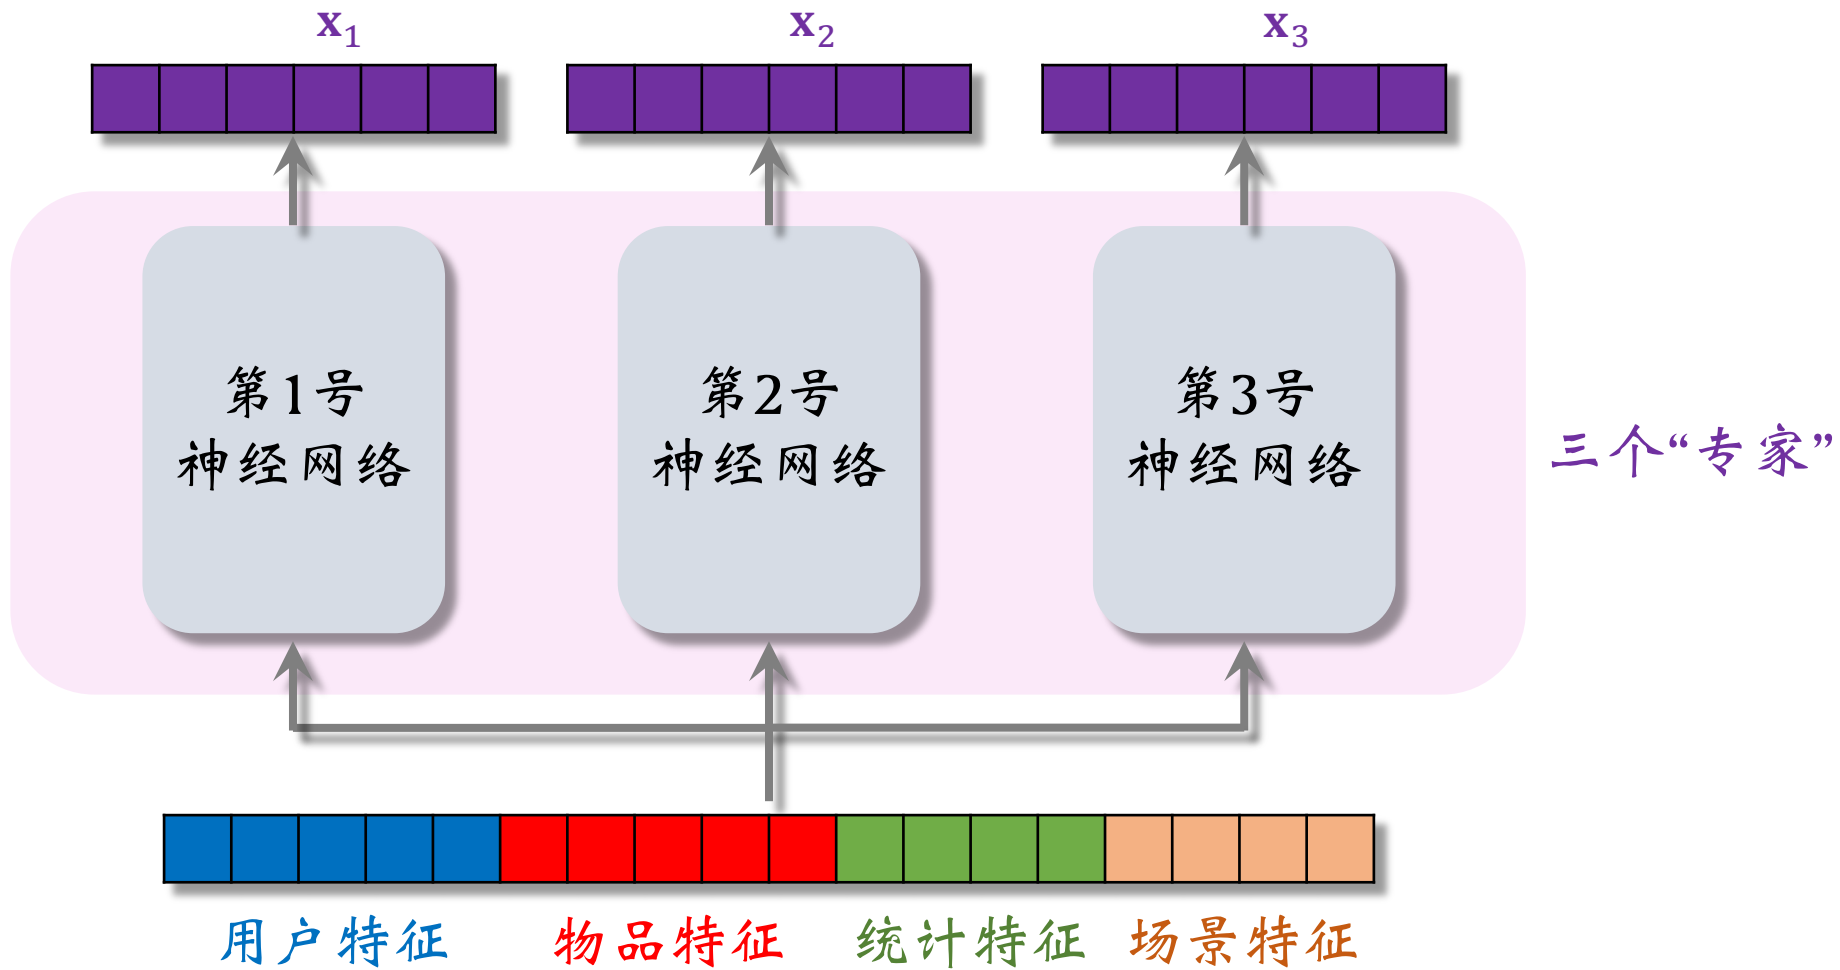 x₁
x₂
x₃
第1号
神经网络
第2号
神经网络
第3号
神经网络
三个“专家”
用户特征
物品特征
统计特征
场景特征